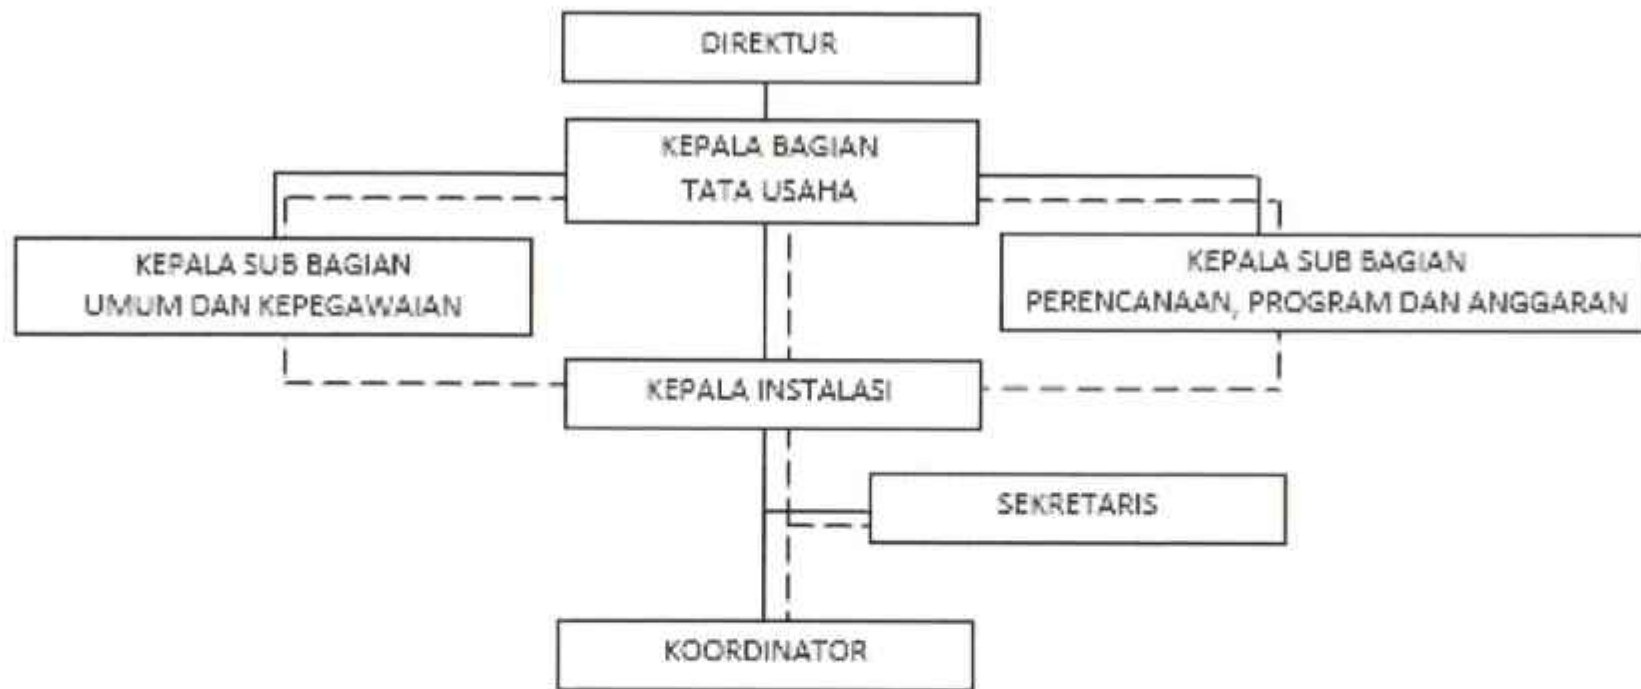 DIREKTUR
KEPALA BAGIAN
TATA USAHA
KEPALA SUB BAGIAN
UMUM DAN KEPEGAWAIAN
KEPALA SUB BAGIAN
PERENCANAAN, PROGRAM DAN ANGGARAN
KEPALA INSTALASI
SEKRETARIS
KOORDINATOR